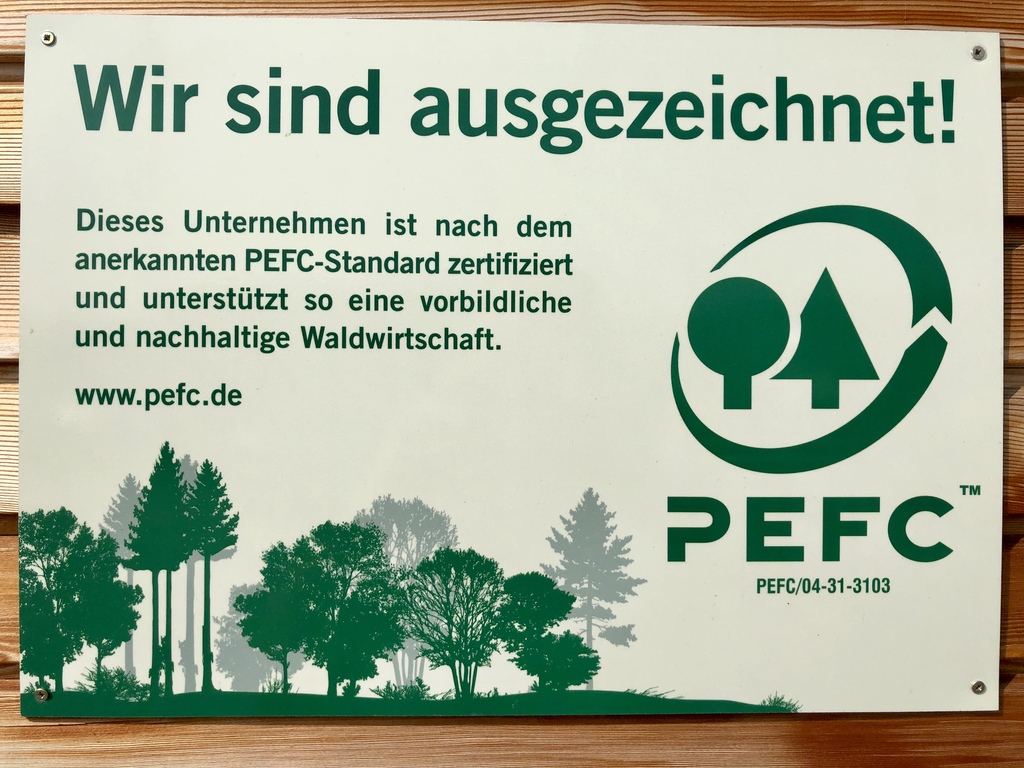 Wir sind ausgezeichnet!
Dieses Unternehmen ist nach dem
anerkannten PEFC-Standard zertifiziert
und unterstützt so eine vorbildliche
und nachhaltige Waldwirtschaft.
www.pefc.de
PEFC™
PEFC/04-31-3103